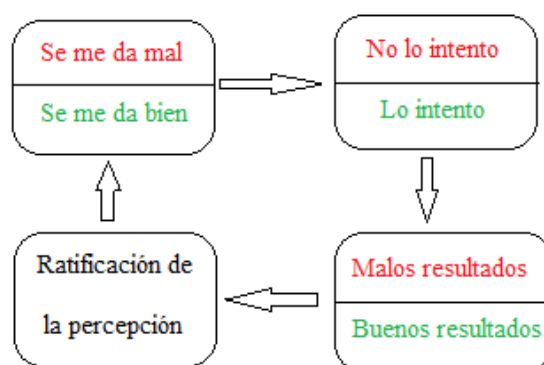 Se me da mal
Se me da bien
No lo intento
Lo intento
Malos resultados
Buenos resultados
Ratificación de
la percepción